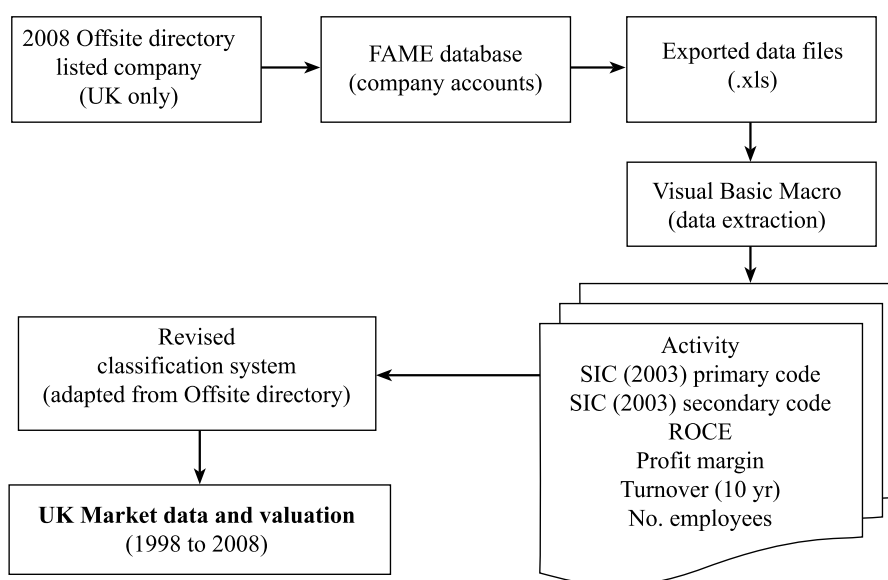 2008 Offsite directory
listed company
(UK only)
FAME database
(company accounts)
Exported data files
(.xls)
Visual Basic Macro
(data extraction)
Activity
SIC (2003) primary code
SIC (2003) secondary code
ROCE
Profit margin
Turnover (10 yr)
No. employees
Revised
classification system
(adapted from Offsite directory)
UK Market data and valuation
(1998 to 2008)